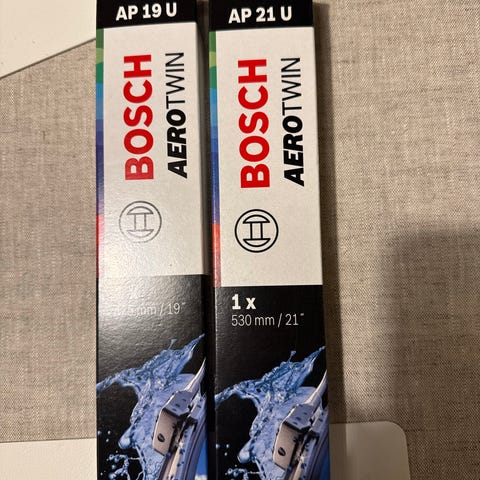 AP 19 U
BOSCH
AEROTWIN
/ 19"
AP 21 U
BOSCH
AEROTWIN
1 x
530 mm / 21"